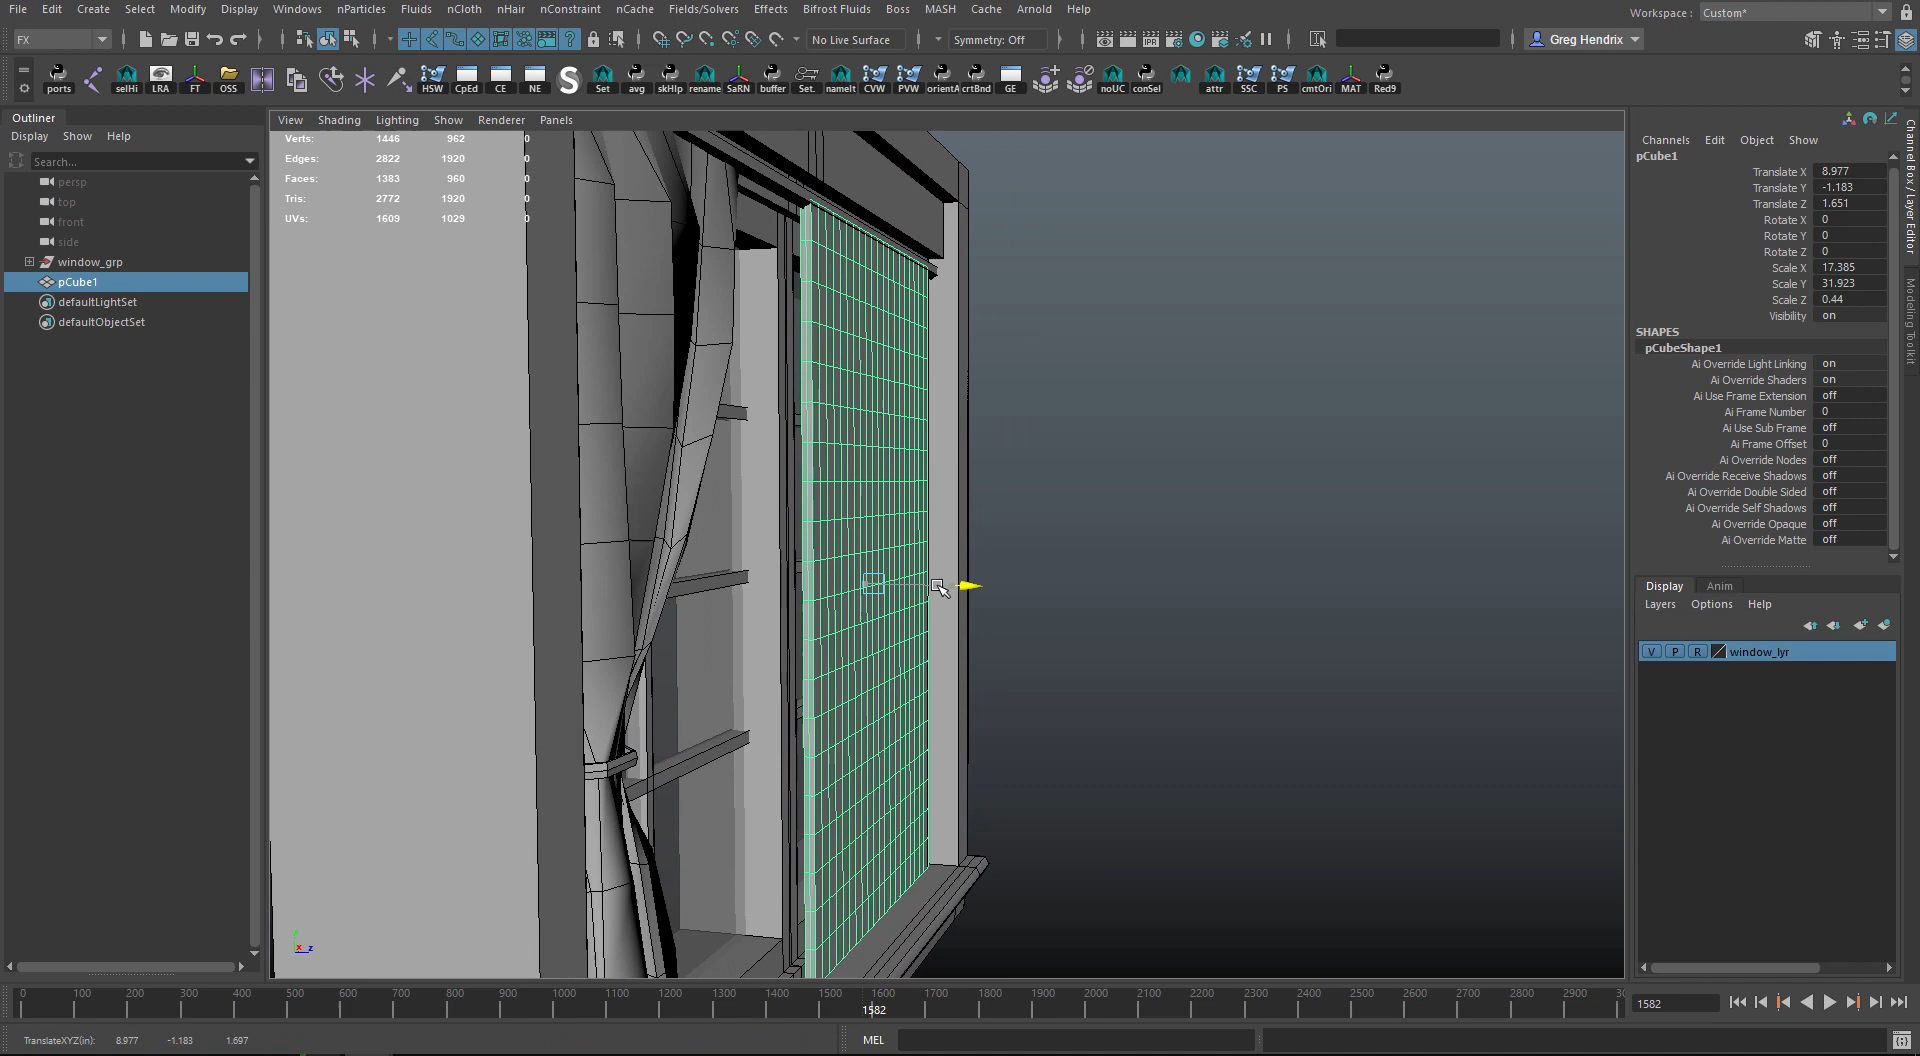 File Edit Create Select Modify Display Windows nParticles Fluids nCloth nHair nConstraint nCache Fields/Solvers Effects Bifrost Fluids Boss MASH Cache Arnold Help
Workspace : Custom*
FX
No Live Surface
Symmetry: Off
Greg Hendrix
IPR
ports selHi LRA FT OSS HSW CpEd CE NE S Set avg skHlp rename SaRN buffer Set. nameIt CVW PVW orientA crtBnd GE noUC conSel attr SSC PS cmtOri MAT Red9
Outliner
Display Show Help
Search...
persp
top
front
side
window_grp
pCube1
defaultLightSet
defaultObjectSet
View Shading Lighting Show Renderer Panels
Verts: 1446 962 0
Edges: 2822 1920 0
Faces: 1383 960 0
Tris: 2772 1920 0
UVs: 1609 1029 0
x z
Channels Edit Object Show
pCube1
Translate X 8.977
Translate Y -1.183
Translate Z 1.651
Rotate X 0
Rotate Y 0
Rotate Z 0
Scale X 17.385
Scale Y 31.923
Scale Z 0.44
Visibility on
SHAPES
pCubeShape1
Ai Override Light Linking on
Ai Override Shaders on
Ai Use Frame Extension off
Ai Frame Number 0
Ai Use Sub Frame off
Ai Frame Offset 0
Ai Override Nodes off
Ai Override Receive Shadows off
Ai Override Double Sided off
Ai Override Self Shadows off
Ai Override Opaque off
Ai Override Matte off
Channel Box / Layer Editor
Modeling Toolkit
Display Anim
Layers Options Help
V P R window_lyr
0 100 200 300 400 500 600 700 800 900 1000 1100 1200 1300 1400 1500 1600 1700 1800 1900 2000 2100 2200 2300 2400 2500 2600 2700 2800 2900
1582
1582
TranslateXYZ(in): 8.977 -1.183 1.697
MEL